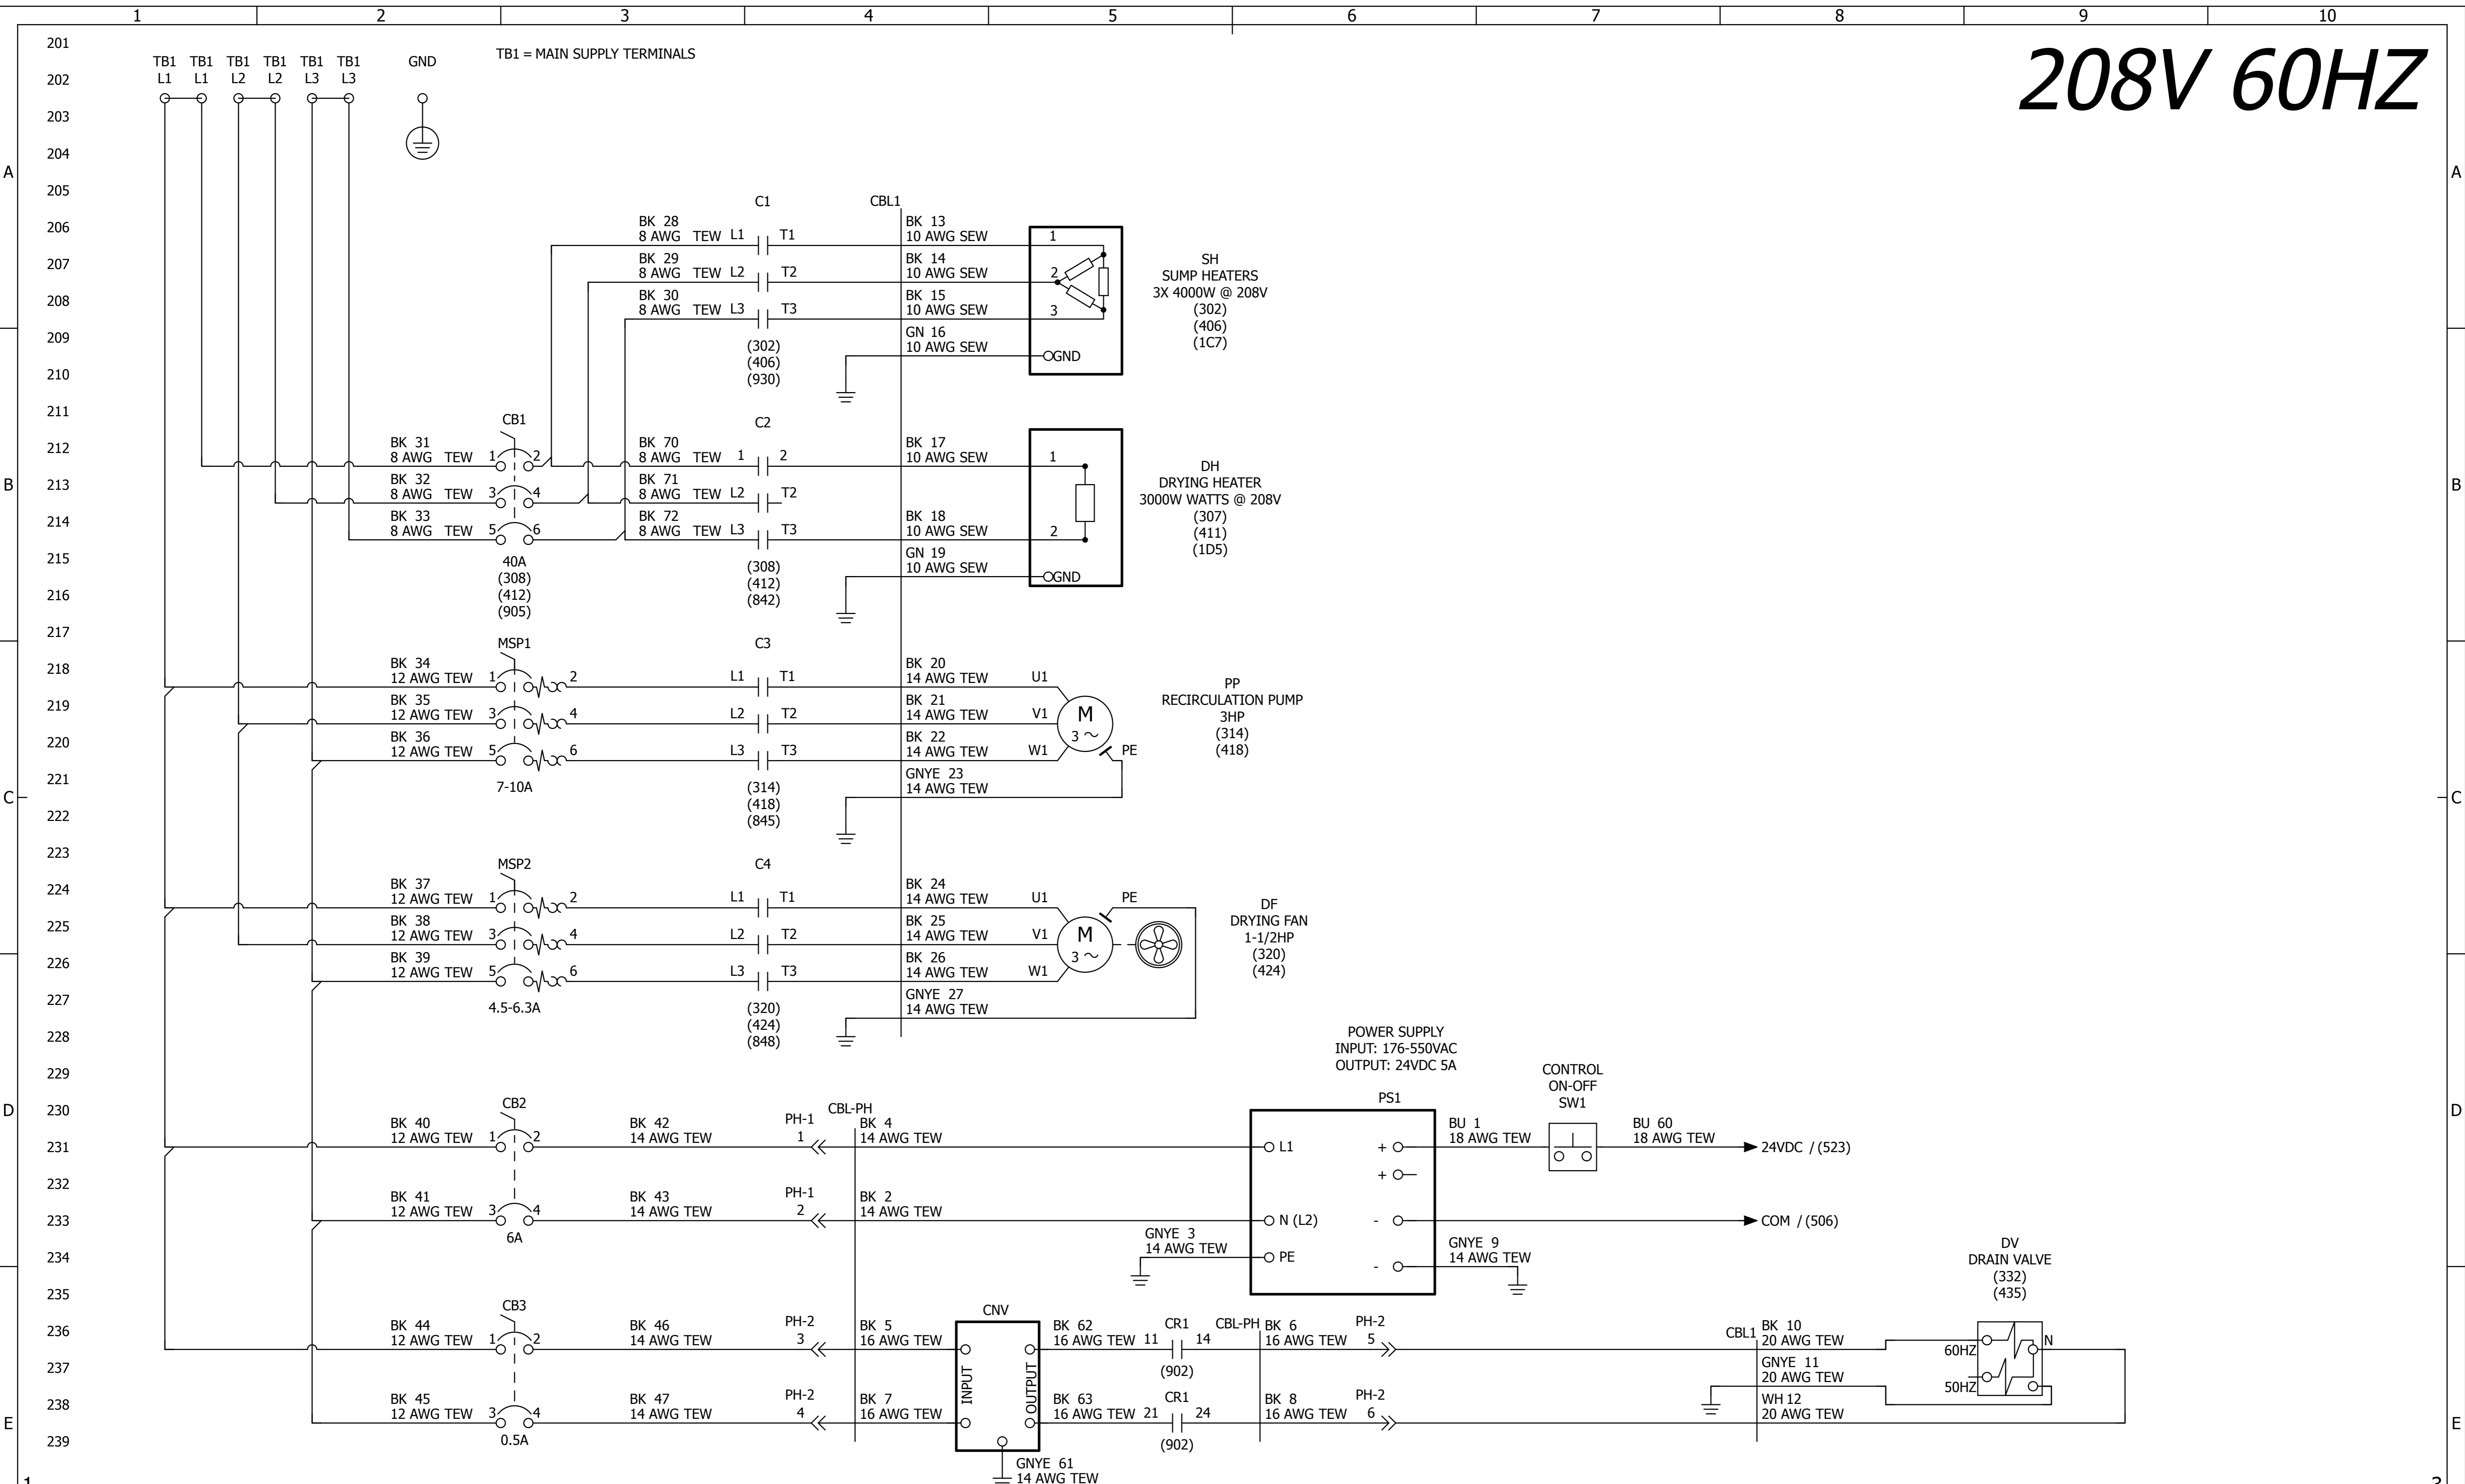 1 2 3 4 5 6 7 8 9 10
208V 60HZ
201
202
203
204
205
206
207
208
209
210
211
212
213
214
215
216
217
218
219
220
221
222
223
224
225
226
227
228
229
230
231
232
233
234
235
236
237
238
239
A
B
C
D
E
A
B
C
D
E
TB1 TB1 TB1 TB1 TB1 TB1 GND
L1 L1 L2 L2 L3 L3
TB1 = MAIN SUPPLY TERMINALS
C1
CBL1
BK 28
8 AWG TEW L1 T1
BK 29
8 AWG TEW L2 T2
BK 30
8 AWG TEW L3 T3
(302)
(406)
(930)
BK 13
10 AWG SEW
BK 14
10 AWG SEW
BK 15
10 AWG SEW
GN 16
10 AWG SEW
1
2
3
GND
SH
SUMP HEATERS
3X 4000W @ 208V
(302)
(406)
(1C7)
CB1
BK 31
8 AWG TEW 1 2
BK 32
8 AWG TEW 3 4
BK 33
8 AWG TEW 5 6
40A
(308)
(412)
(905)
C2
BK 70
8 AWG TEW 1 2
BK 71
8 AWG TEW L2 T2
BK 72
8 AWG TEW L3 T3
(308)
(412)
(842)
BK 17
10 AWG SEW
BK 18
10 AWG SEW
GN 19
10 AWG SEW
1
2
GND
DH
DRYING HEATER
3000W WATTS @ 208V
(307)
(411)
(1D5)
MSP1
BK 34
12 AWG TEW 1 2
BK 35
12 AWG TEW 3 4
BK 36
12 AWG TEW 5 6
7-10A
C3
L1 T1
L2 T2
L3 T3
(314)
(418)
(845)
BK 20
14 AWG TEW U1
BK 21
14 AWG TEW V1
BK 22
14 AWG TEW W1
GNYE 23
14 AWG TEW
M
3 ~
PE
PP
RECIRCULATION PUMP
3HP
(314)
(418)
MSP2
BK 37
12 AWG TEW 1 2
BK 38
12 AWG TEW 3 4
BK 39
12 AWG TEW 5 6
4.5-6.3A
C4
L1 T1
L2 T2
L3 T3
(320)
(424)
(848)
BK 24
14 AWG TEW U1
BK 25
14 AWG TEW V1
BK 26
14 AWG TEW W1
GNYE 27
14 AWG TEW
PE
M
3 ~
DF
DRYING FAN
1-1/2HP
(320)
(424)
POWER SUPPLY
INPUT: 176-550VAC
OUTPUT: 24VDC 5A
PS1
CONTROL
ON-OFF
SW1
CB2
BK 40
12 AWG TEW 1 2
BK 41
12 AWG TEW 3 4
6A
BK 42
14 AWG TEW
BK 43
14 AWG TEW
PH-1
1
PH-1
2
CBL-PH
BK 4
14 AWG TEW
BK 2
14 AWG TEW
GNYE 3
14 AWG TEW
L1
N (L2)
PE
+
+
-
-
BU 1
18 AWG TEW
BU 60
18 AWG TEW
24VDC / (523)
COM / (506)
GNYE 9
14 AWG TEW
CB3
BK 44
12 AWG TEW 1 2
BK 45
12 AWG TEW 3 4
0.5A
BK 46
14 AWG TEW
BK 47
14 AWG TEW
PH-2
3
PH-2
4
BK 5
16 AWG TEW
BK 7
16 AWG TEW
CNV
INPUT
OUTPUT
GNYE 61
14 AWG TEW
BK 62
16 AWG TEW
BK 63
16 AWG TEW
CR1
11 14
(902)
CR1
21 24
(902)
CBL-PH
BK 6
16 AWG TEW
BK 8
16 AWG TEW
PH-2
5
PH-2
6
CBL1
BK 10
20 AWG TEW
GNYE 11
20 AWG TEW
WH 12
20 AWG TEW
DV
DRAIN VALVE
(332)
(435)
60HZ
50HZ
N